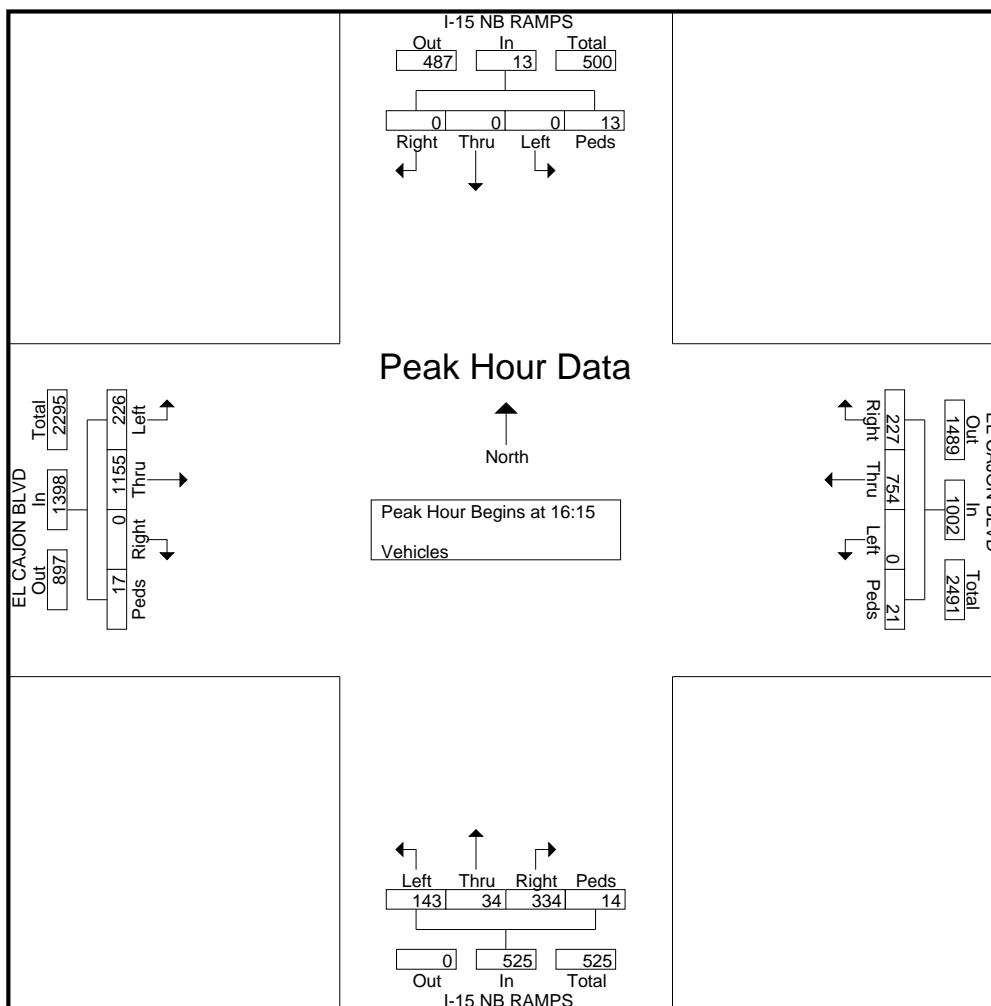 I-15 NB RAMPS
Out In Total
487 13 500
0 0 0 13
Right Thru Left Peds
Peak Hour Data
North
Peak Hour Begins at 16:15
Vehicles
EL CAJON BLVD
Out In Total
897 1398 2295
17 0 1155 226
Peds Right Thru Left
EL CAJON BLVD
Out In Total
1489 1002 2491
227 754 0 21
Right Thru Left Peds
Left Thru Right Peds
143 34 334 14
0 525 525
Out In Total
I-15 NB RAMPS